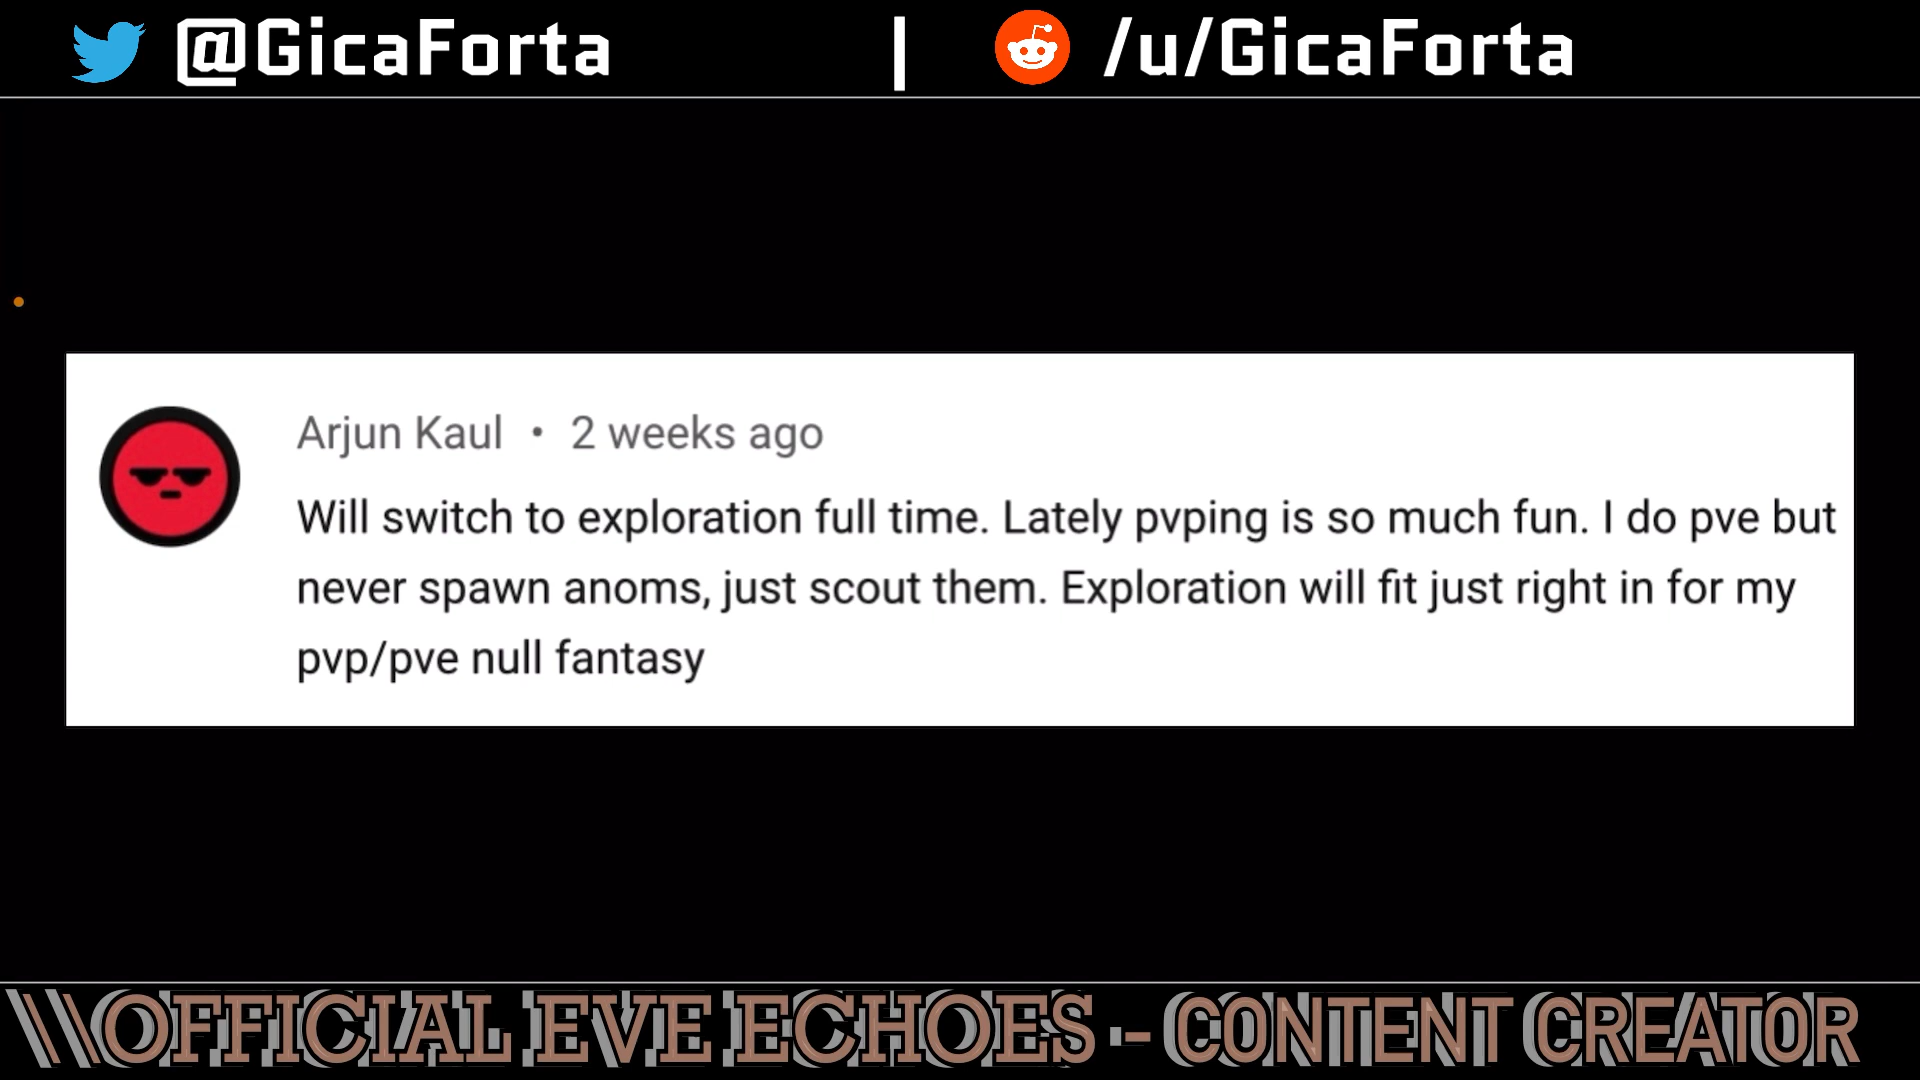 @GicaForta | /u/GicaForta
Arjun Kaul • 2 weeks ago
Will switch to exploration full time. Lately pvping is so much fun. I do pve but
never spawn anoms, just scout them. Exploration will fit just right in for my
pvp/pve null fantasy
\\OFFICIAL EVE ECHOES - CONTENT CREATOR